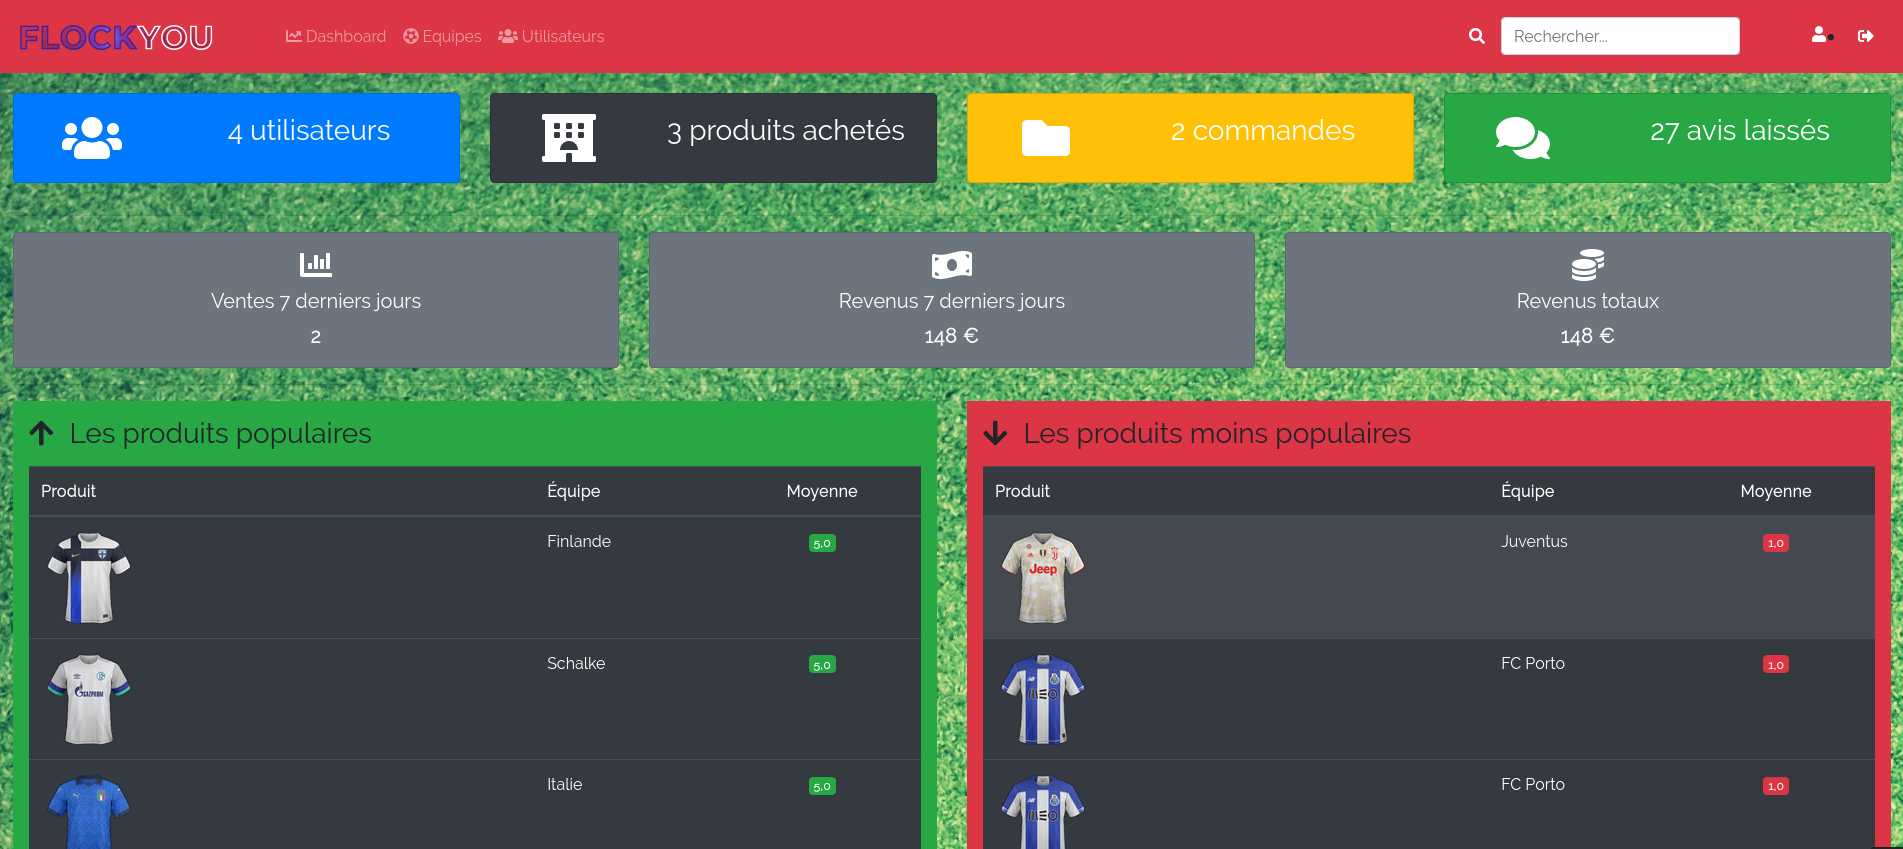 FLOCKYOU Dashboard Equipes Utilisateurs Rechercher...
4 utilisateurs
3 produits achetés
2 commandes
27 avis laissés
Ventes 7 derniers jours
2
Revenus 7 derniers jours
148 €
Revenus totaux
148 €
Les produits populaires
Produit Équipe Moyenne
Finlande 5,0
GAZPROM
Schalke 5,0
Italie 5,0
Les produits moins populaires
Produit Équipe Moyenne
Jeep
Juventus 1,0
MEO
FC Porto 1,0
MEO
FC Porto 1,0